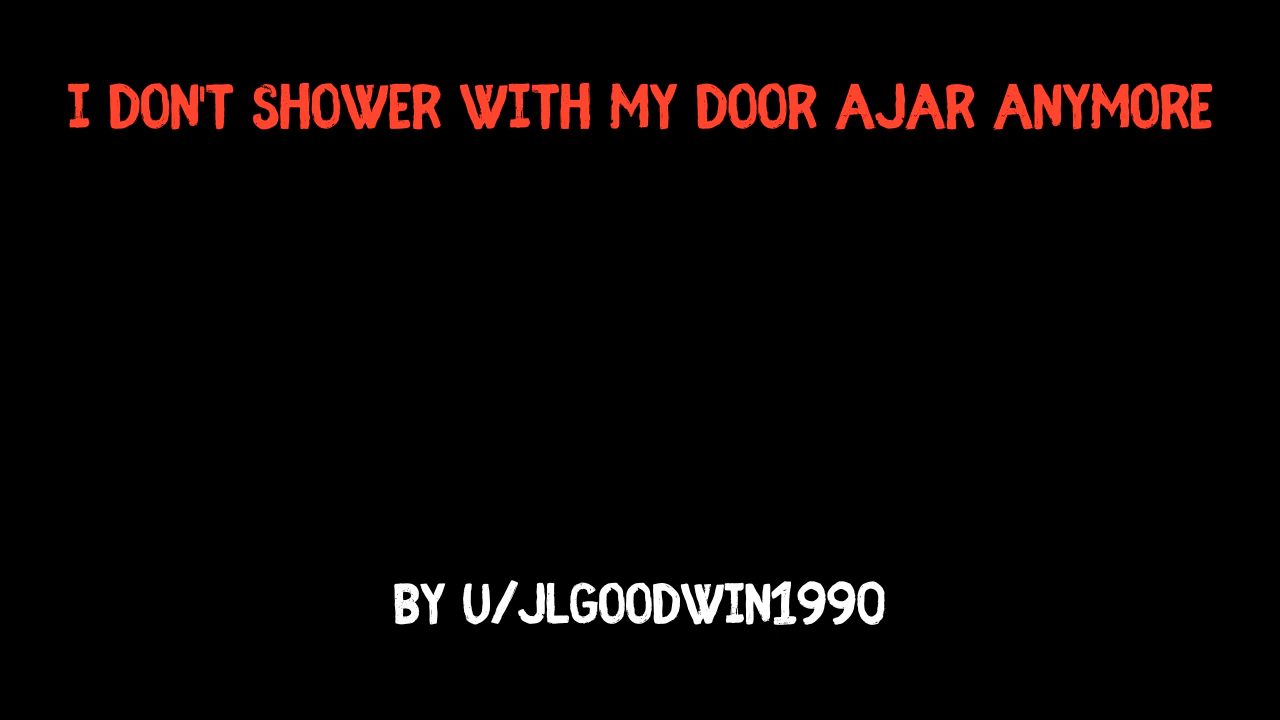 I DON'T SHOWER WITH MY DOOR AJAR ANYMORE
BY U/JLGOODWIN1990